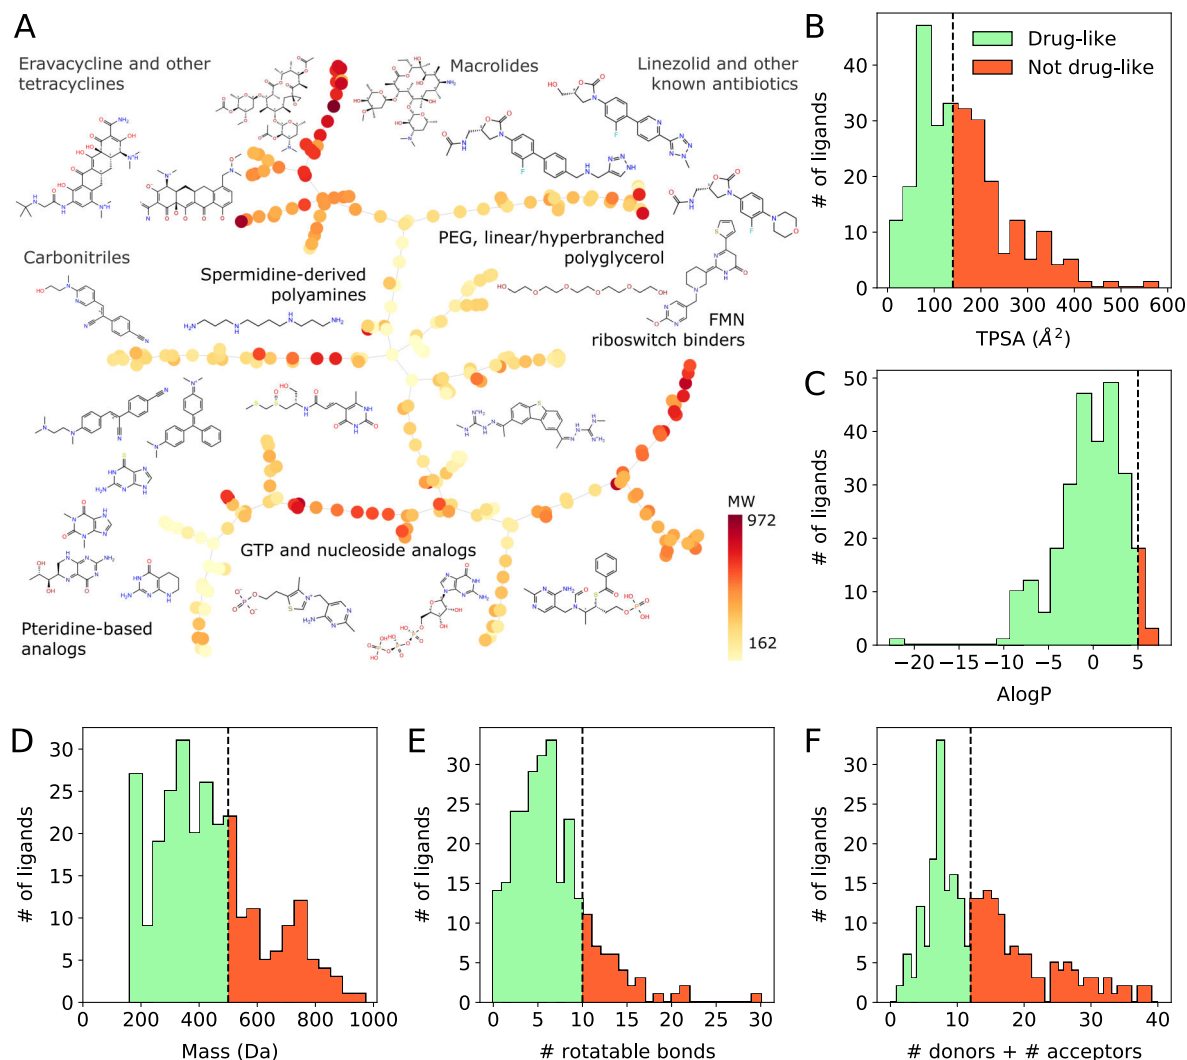 A
Eravacycline and other
tetracyclines
Macrolides
Linezolid and other
known antibiotics
PEG, linear/hyperbranched
polyglycerol
Carbonitriles
Spermidine-derived
polyamines
FMN
riboswitch binders
GTP and nucleoside analogs
Pteridine-based
analogs
MW
972
162
B
Drug-like
Not drug-like
# of ligands
0
10
20
30
40
0
100
200
300
400
500
600
TPSA (Å²)
C
# of ligands
0
10
20
30
40
50
−20
−15
−10
−5
0
5
AlogP
D
# of ligands
0
5
10
15
20
25
30
0
200
400
600
800
1000
Mass (Da)
E
# of ligands
0
5
10
15
20
25
30
0
5
10
15
20
25
30
# rotatable bonds
F
# of ligands
0
5
10
15
20
25
30
0
10
20
30
40
# donors + # acceptors